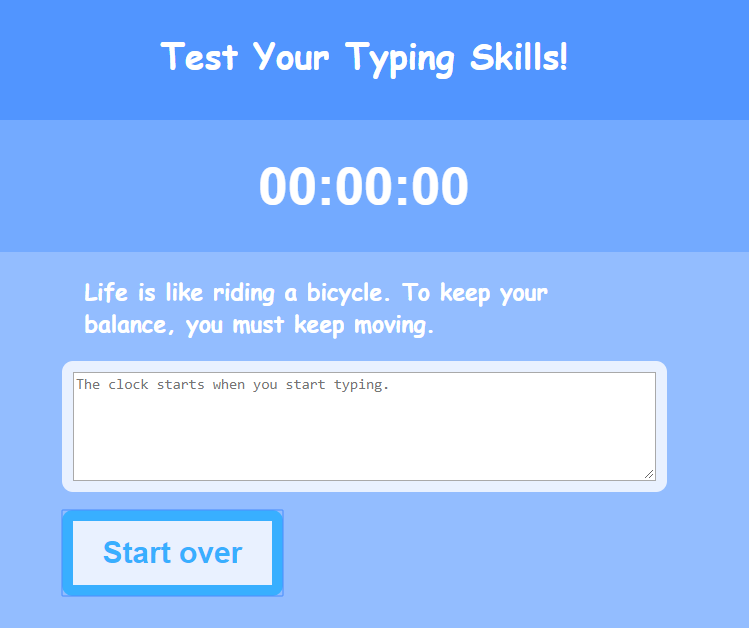 Test Your Typing Skills!
00:00:00
Life is like riding a bicycle. To keep your
balance, you must keep moving.
The clock starts when you start typing.
Start over